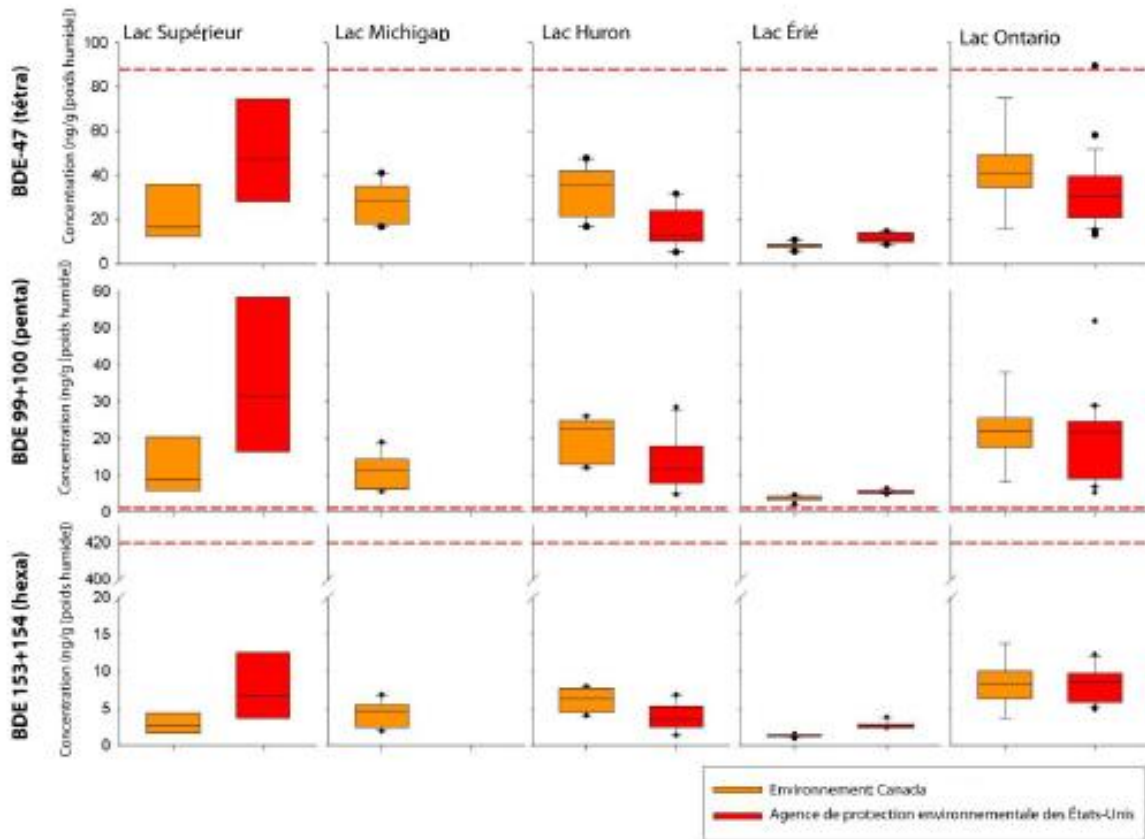 Lac Supérieur
Lac Michigan
Lac Huron
Lac Érié
Lac Ontario
BDE-47 (tétra)
Concentration (ng/g [poids humide])
100
80
60
40
20
0
BDE 99+100 (penta)
Concentration (ng/g [poids humide])
60
50
40
30
20
10
0
BDE 153+154 (hexa)
Concentration (ng/g [poids humide])
420
400
20
15
10
5
0
Environnement Canada
Agence de protection environnementale des États-Unis